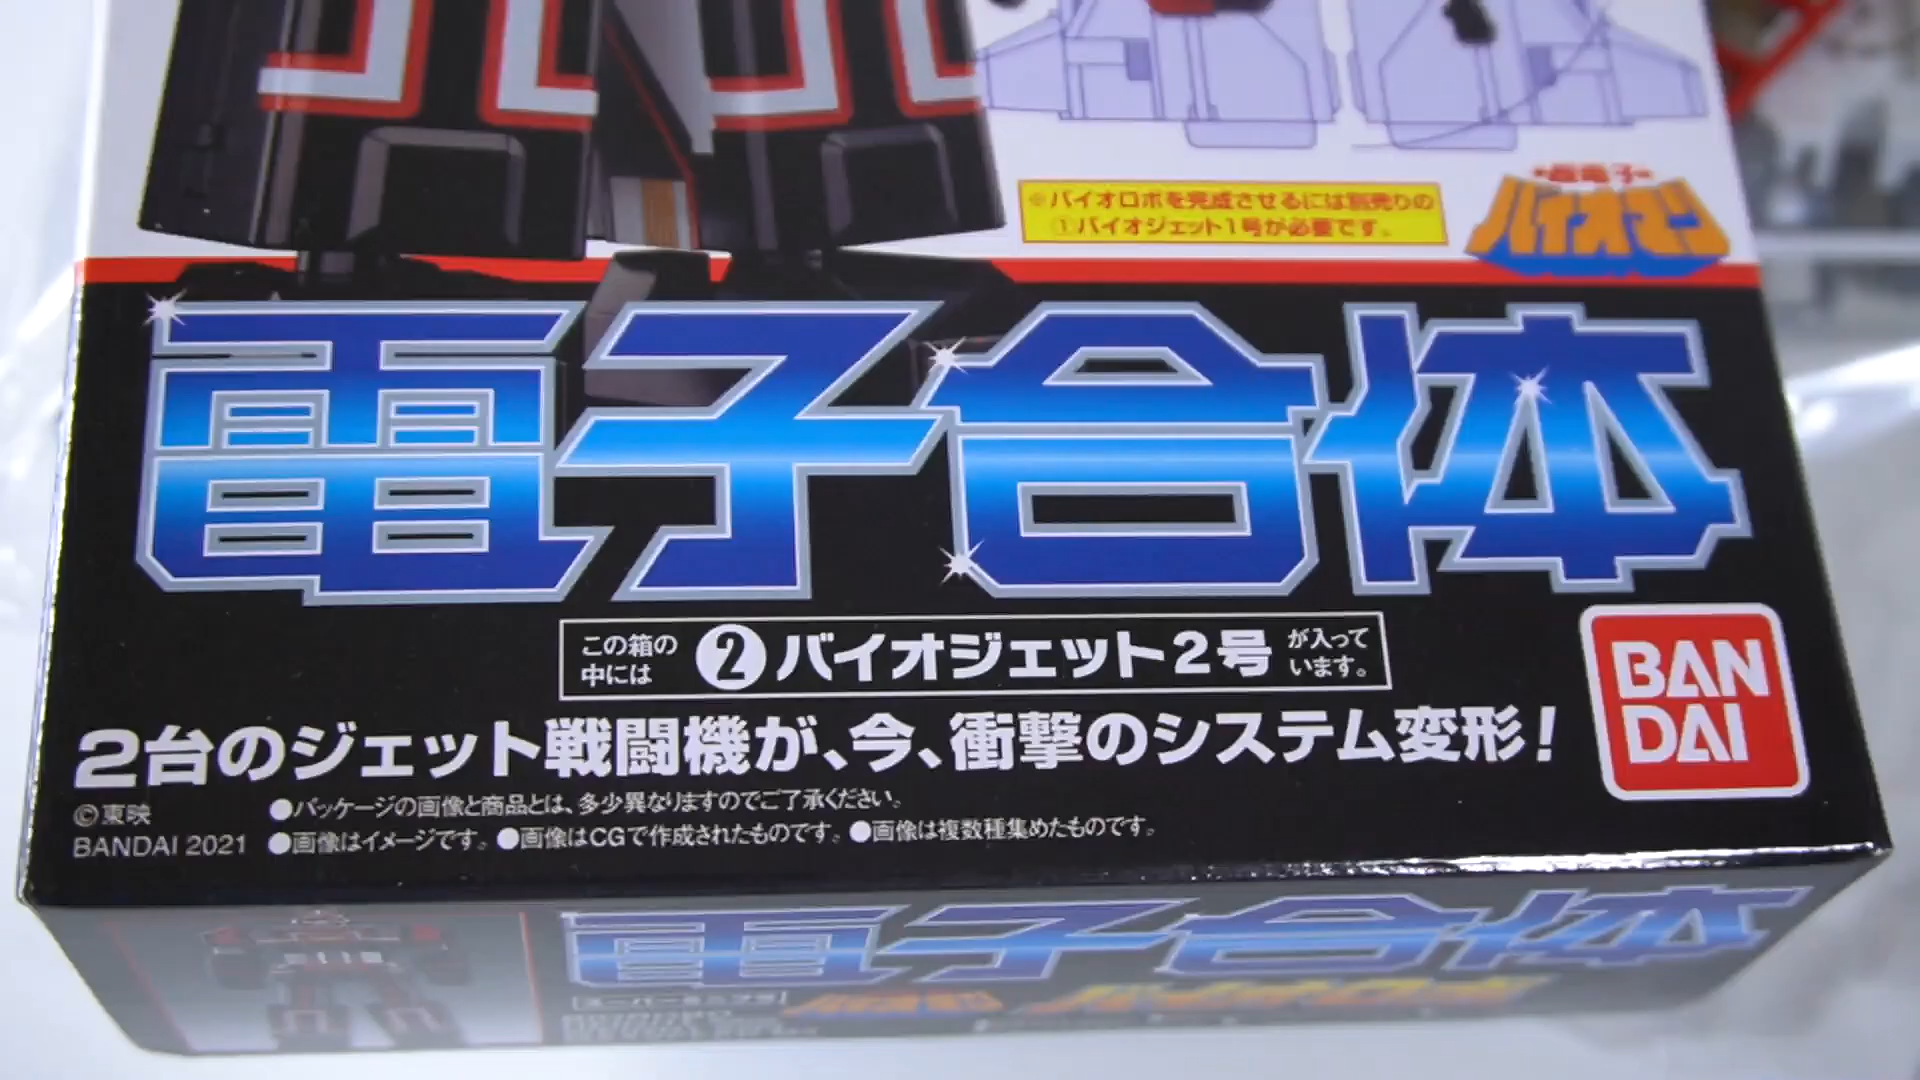 ※バイオロボを完成させるには別売りの
①バイオジェット1号が必要です。
超電子
バイオマン
電子合体
この箱の
中には
❷バイオジェット2号
が入って
います。
BAN
DAI
2台のジェット戦闘機が、今、衝撃のシステム変形!
©東映
BANDAI 2021
●パッケージの画像と商品とは、多少異なりますのでご了承ください。
●画像はイメージです。●画像はCGで作成されたものです。●画像は複数種集めたものです。
電子合体